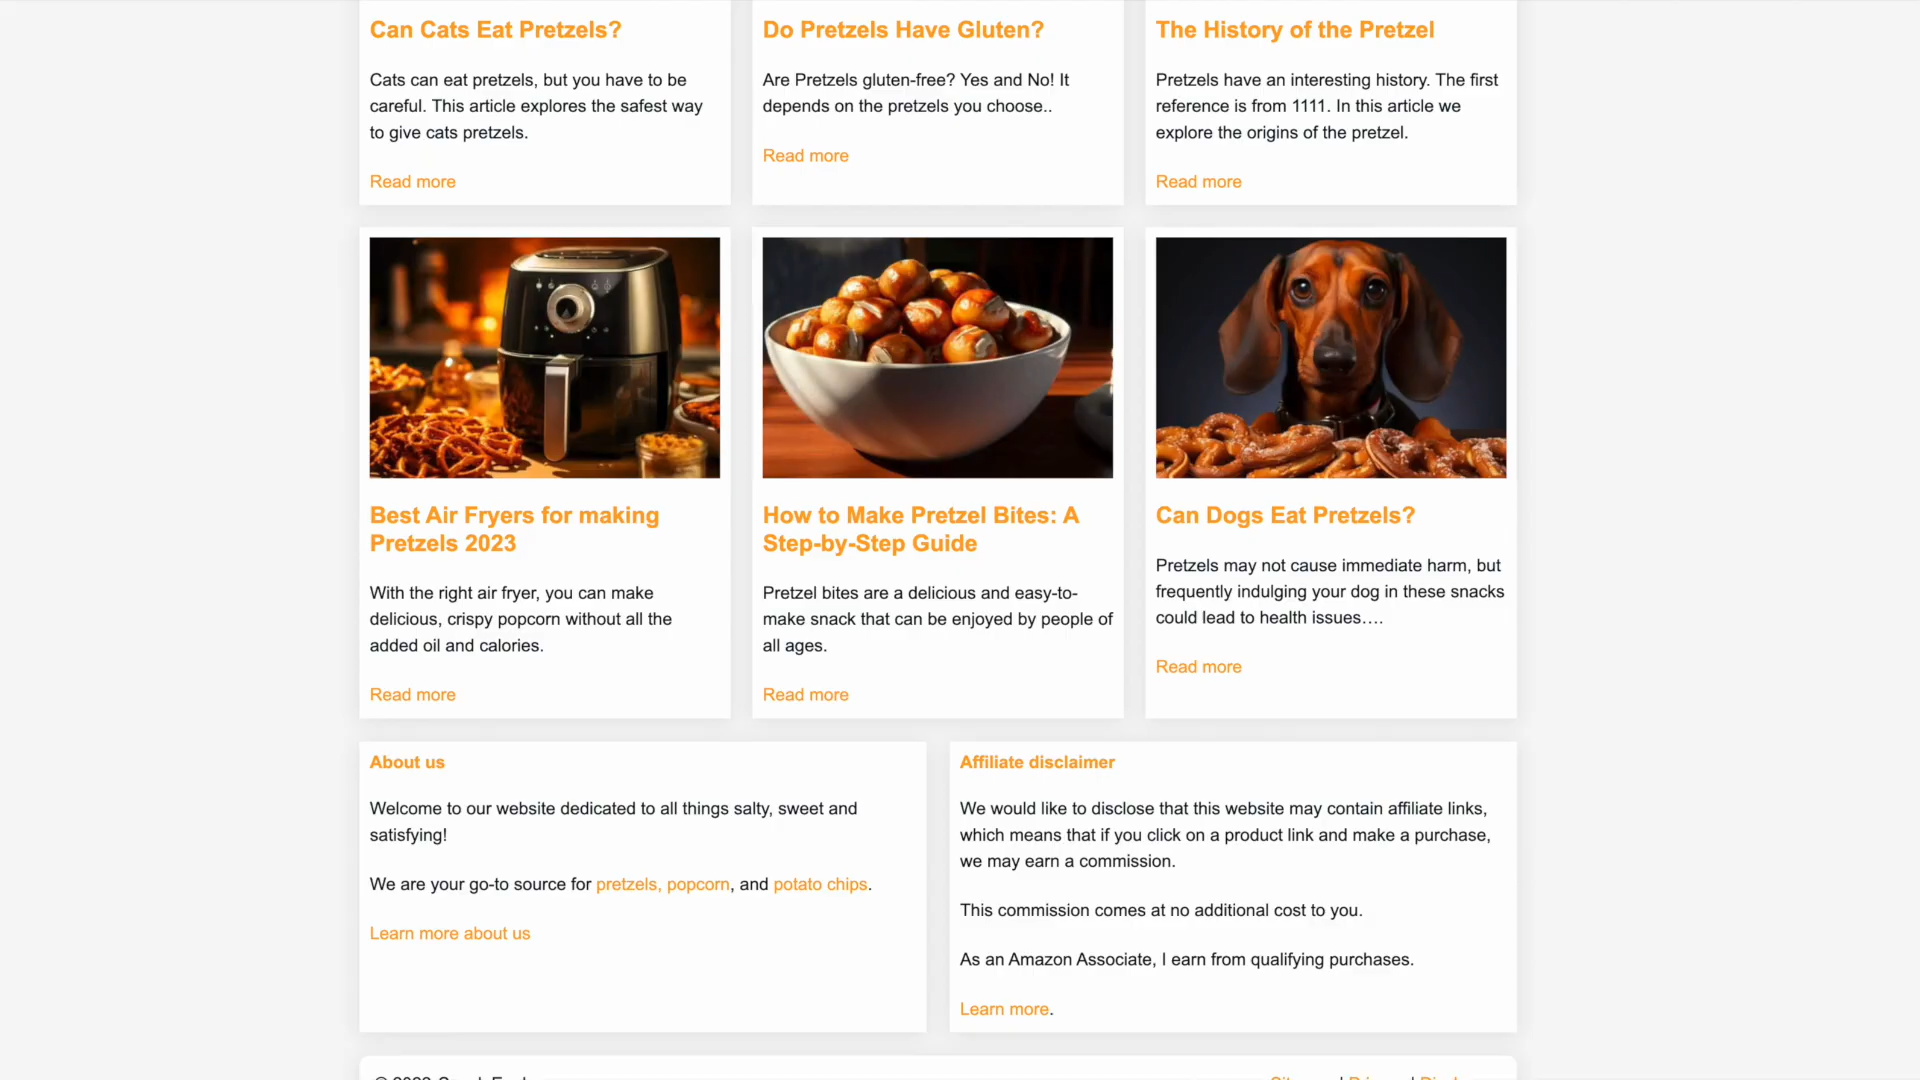 Can Cats Eat Pretzels?
Cats can eat pretzels, but you have to be
careful. This article explores the safest way
to give cats pretzels.
Read more
Do Pretzels Have Gluten?
Are Pretzels gluten-free? Yes and No! It
depends on the pretzels you choose..
Read more
The History of the Pretzel
Pretzels have an interesting history. The first
reference is from 1111. In this article we
explore the origins of the pretzel.
Read more
Best Air Fryers for making
Pretzels 2023
With the right air fryer, you can make
delicious, crispy popcorn without all the
added oil and calories.
Read more
How to Make Pretzel Bites: A
Step-by-Step Guide
Pretzel bites are a delicious and easy-to-
make snack that can be enjoyed by people of
all ages.
Read more
Can Dogs Eat Pretzels?
Pretzels may not cause immediate harm, but
frequently indulging your dog in these snacks
could lead to health issues….
Read more
About us
Welcome to our website dedicated to all things salty, sweet and
satisfying!
We are your go-to source for pretzels, popcorn, and potato chips.
Learn more about us
Affiliate disclaimer
We would like to disclose that this website may contain affiliate links,
which means that if you click on a product link and make a purchase,
we may earn a commission.
This commission comes at no additional cost to you.
As an Amazon Associate, I earn from qualifying purchases.
Learn more.